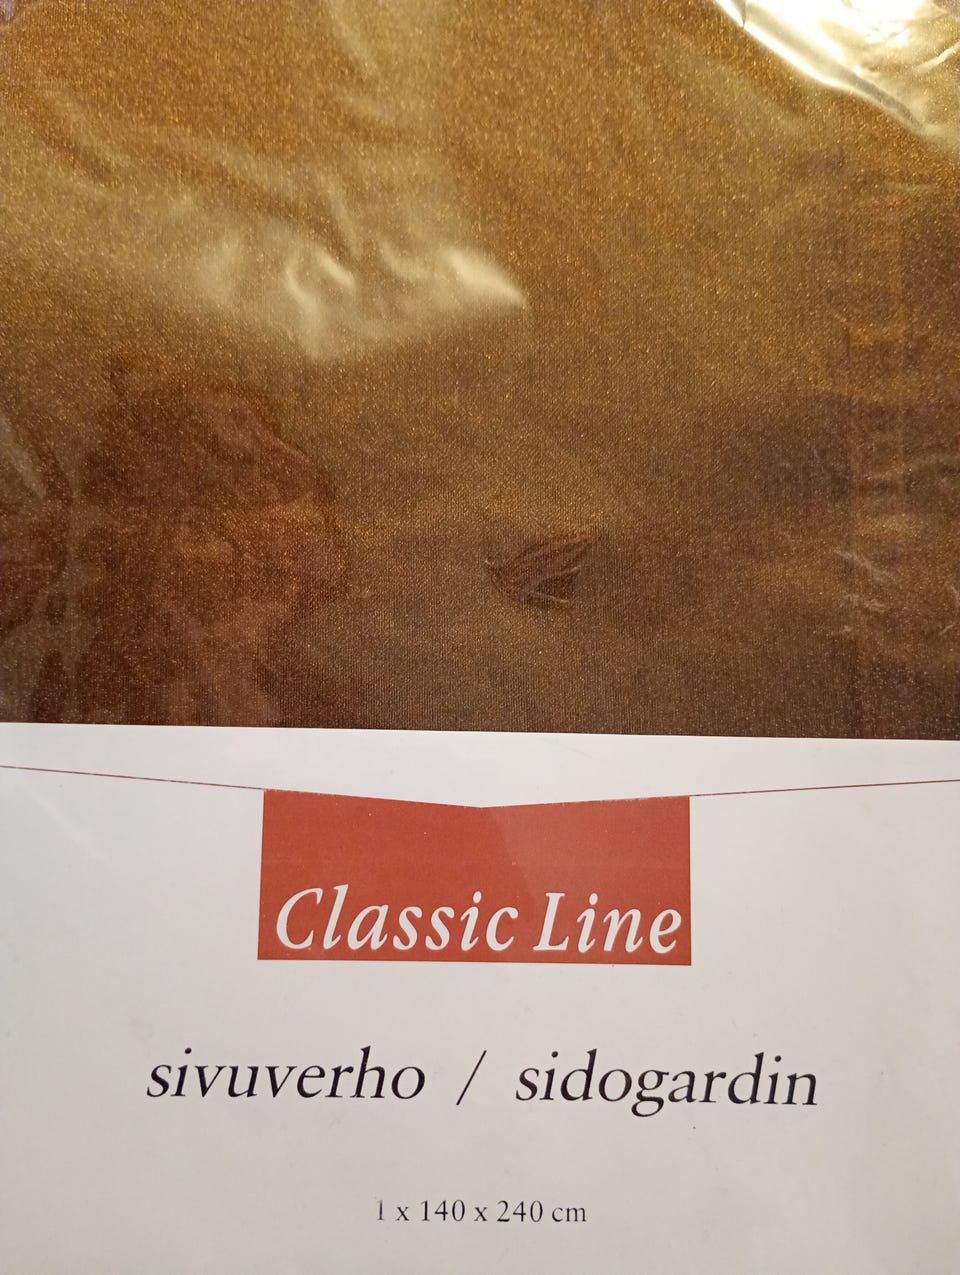 Classic Line
sivuverho / sidogardin
1 x 140 x 240 cm